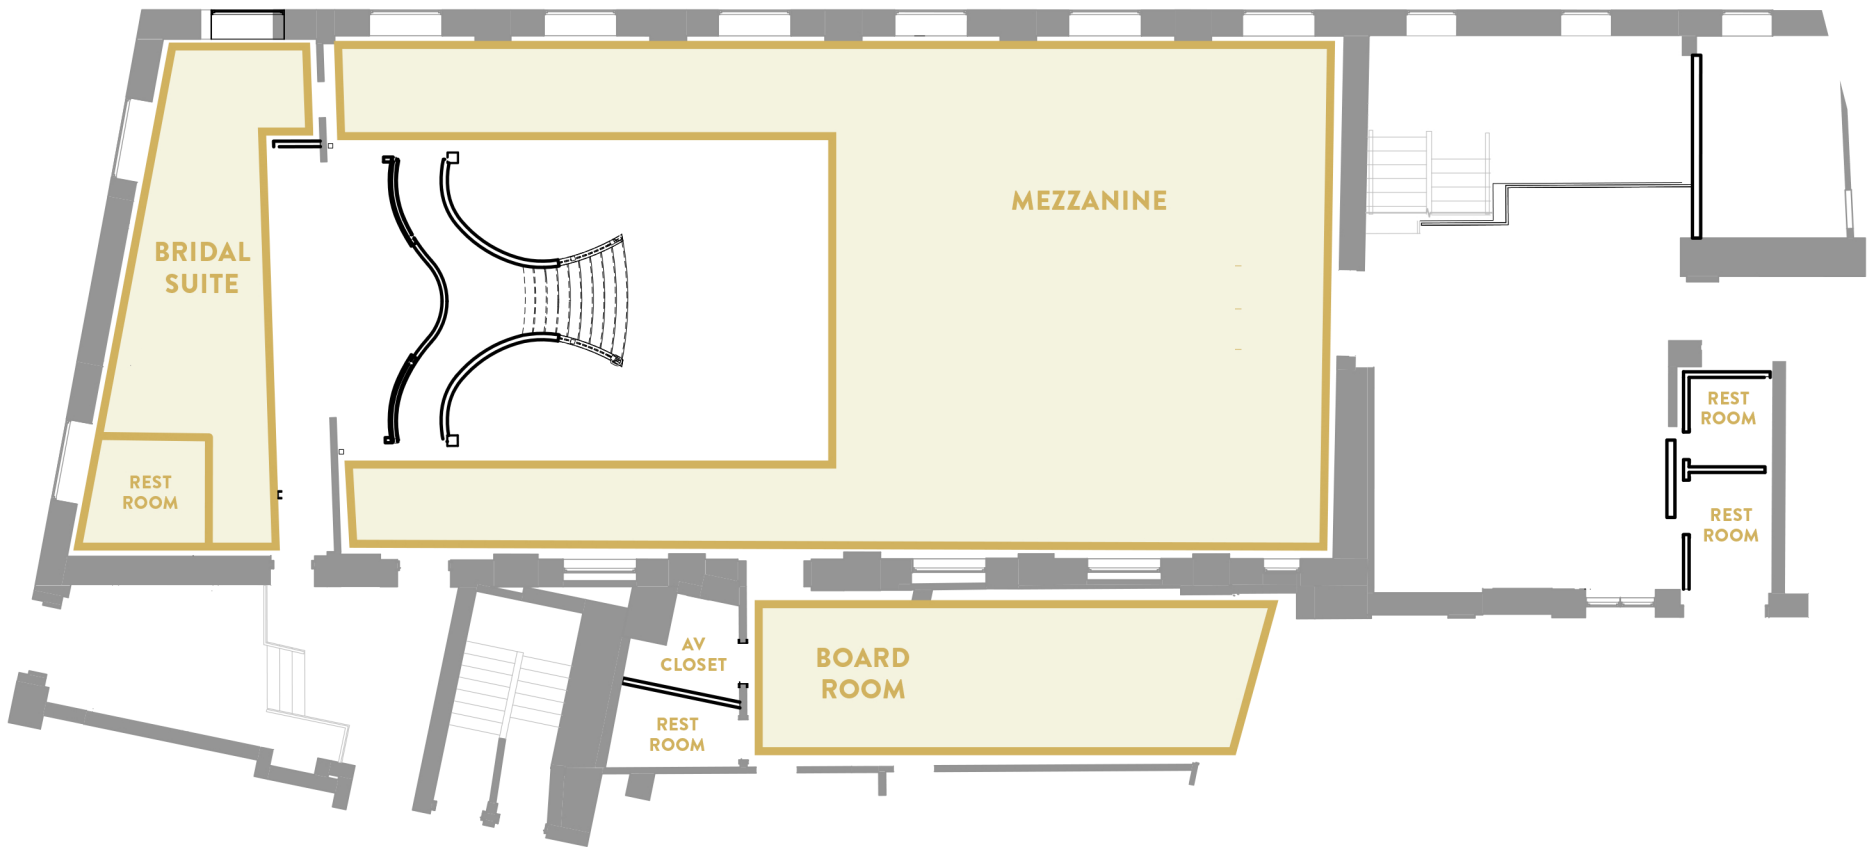 MEZZANINE
BRIDAL
SUITE
REST
ROOM
REST
ROOM
REST
ROOM
AV
CLOSET
REST
ROOM
BOARD
ROOM